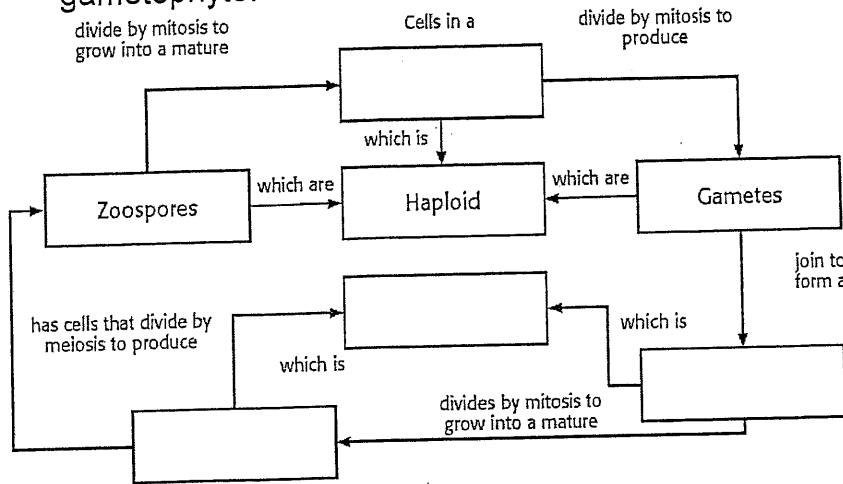 divide by mitosis to
grow into a mature
Cells in a
divide by mitosis to
produce
which is
Zoospores
which are
Haploid
which are
Gametes
join to
form a
has cells that divide by
meiosis to produce
which is
which is
divides by mitosis to
grow into a mature